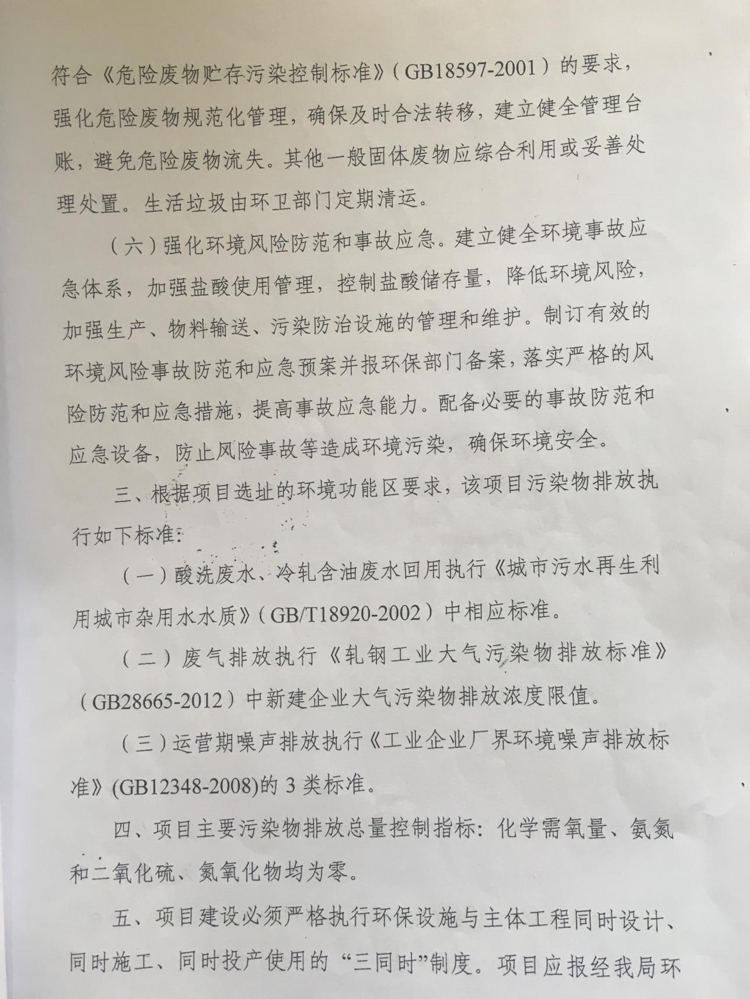 符合《危险废物贮存污染控制标准》（GB18597-2001）的要求，
强化危险废物规范化管理，确保及时合法转移，建立健全管理台
账，避免危险废物流失。其他一般固体废物应综合利用或妥善处
理处置。生活垃圾由环卫部门定期清运。
（六）强化环境风险防范和事故应急。建立健全环境事故应
急体系，加强盐酸使用管理，控制盐酸储存量，降低环境风险，
加强生产、物料输送、污染防治设施的管理和维护。制订有效的
环境风险事故防范和应急预案并报环保部门备案，落实严格的风
险防范和应急措施，提高事故应急能力。配备必要的事故防范和
应急设备，防止风险事故等造成环境污染，确保环境安全。
三、根据项目选址的环境功能区要求，该项目污染物排放执
行如下标准：
（一）酸洗废水、冷轧含油废水回用执行《城市污水再生利
用城市杂用水水质》（GB/T18920-2002）中相应标准。
（二）废气排放执行《轧钢工业大气污染物排放标准》
（GB28665-2012）中新建企业大气污染物排放浓度限值。
（三）运营期噪声排放执行《工业企业厂界环境噪声排放标
准》(GB12348-2008)的 3 类标准。
四、项目主要污染物排放总量控制指标：化学需氧量、氨氮
和二氧化硫、氮氧化物均为零。
五、项目建设必须严格执行环保设施与主体工程同时设计、
同时施工、同时投产使用的“三同时”制度。项目应报经我局环